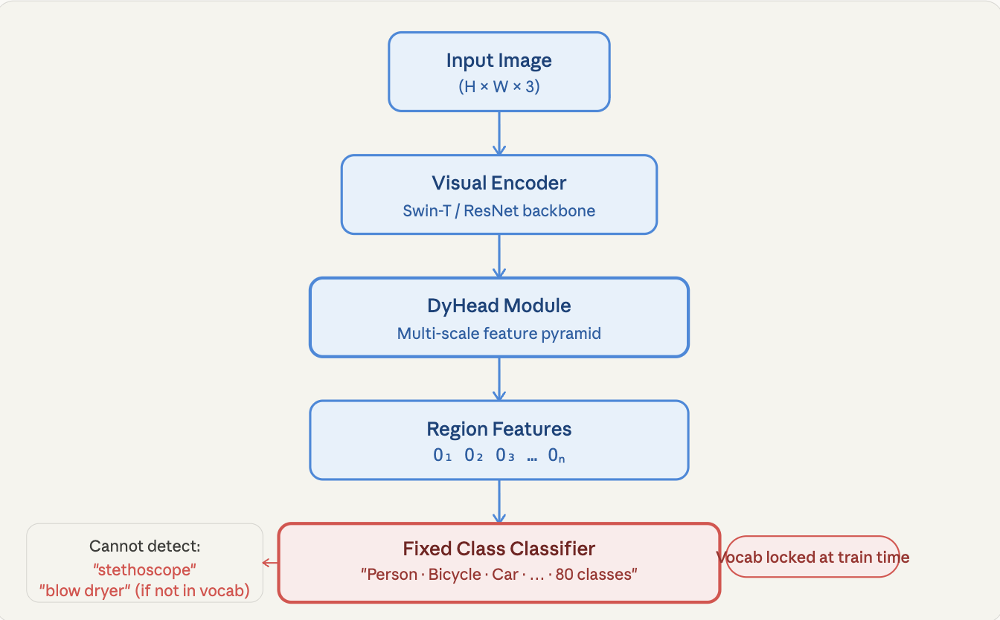 Input Image
(H × W × 3)
Visual Encoder
Swin-T / ResNet backbone
DyHead Module
Multi-scale feature pyramid
Region Features
O₁ O₂ O₃ … Oₙ
Cannot detect:
"stethoscope"
"blow dryer" (if not in vocab)
Fixed Class Classifier
"Person · Bicycle · Car · … · 80 classes"
Vocab locked at train time